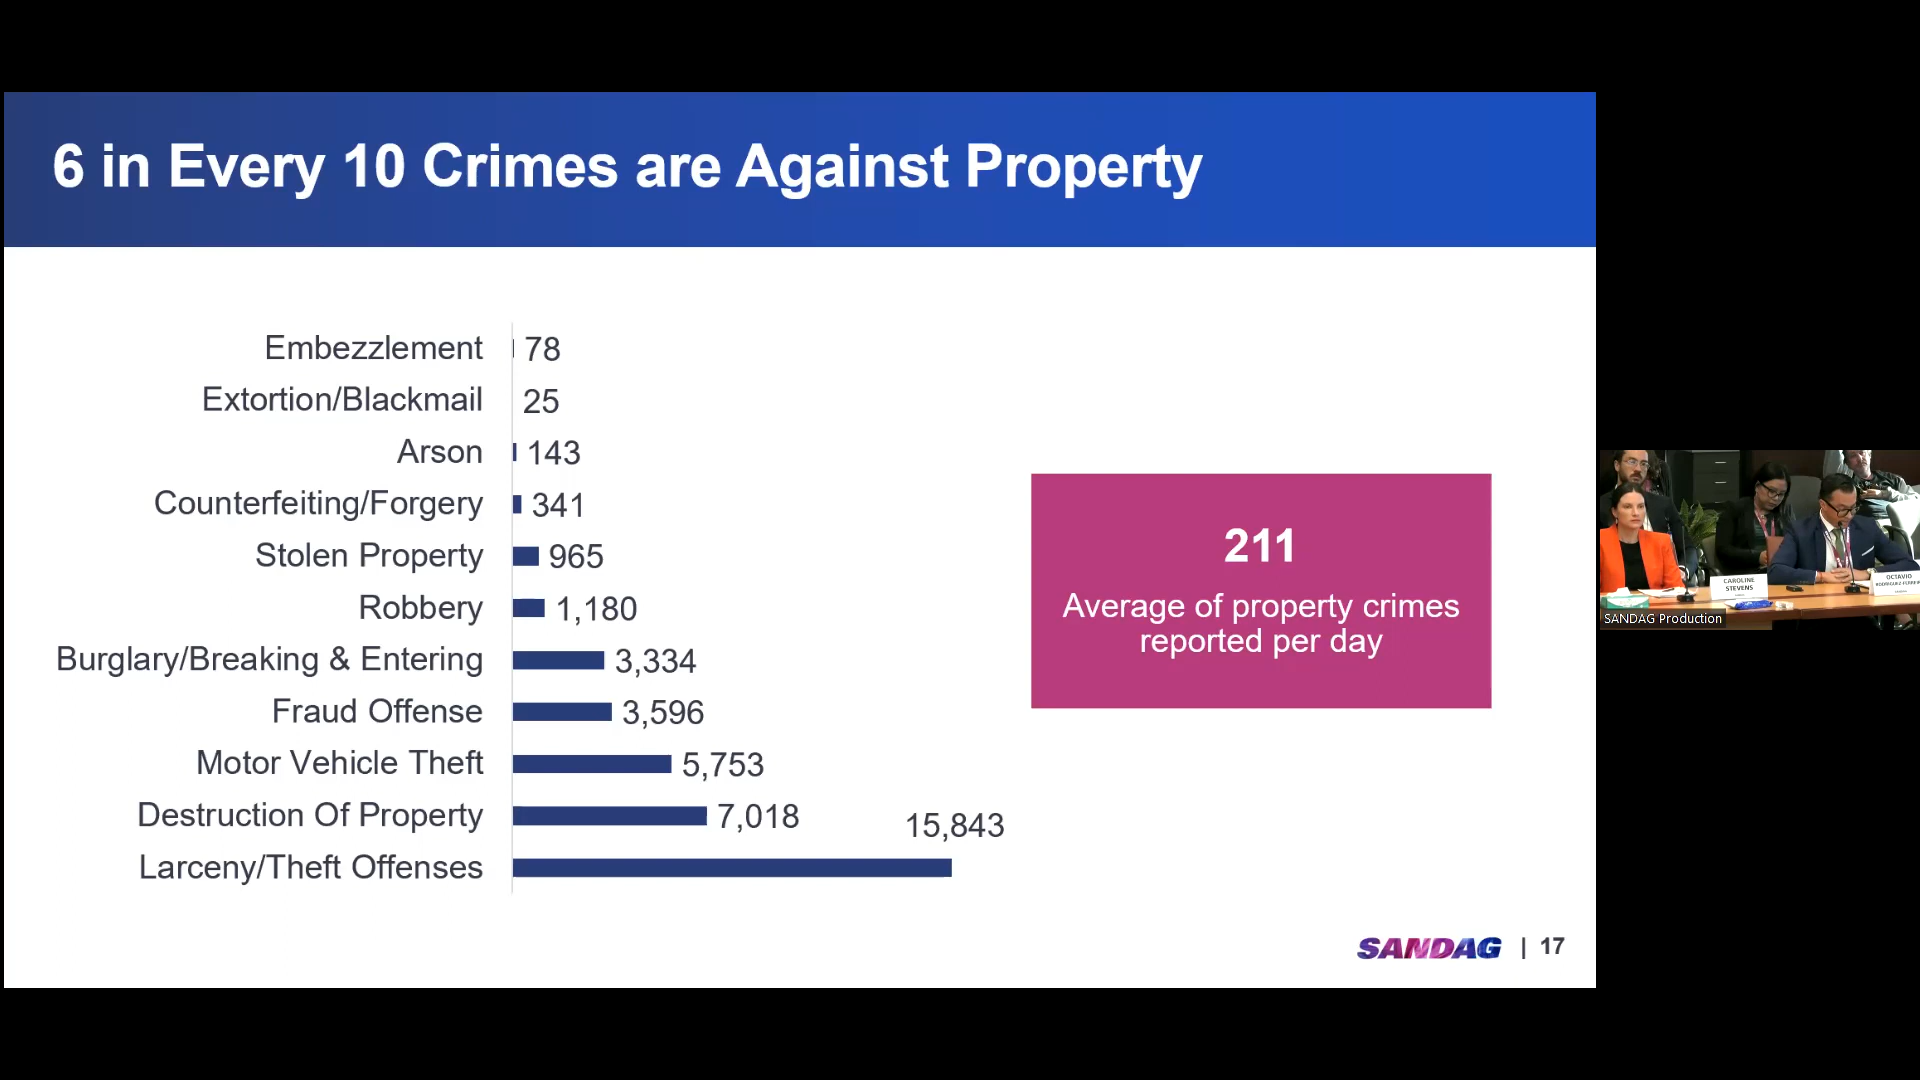 6 in Every 10 Crimes are Against Property
Embezzlement 78
Extortion/Blackmail 25
Arson 143
Counterfeiting/Forgery 341
Stolen Property 965
Robbery 1,180
Burglary/Breaking & Entering 3,334
Fraud Offense 3,596
Motor Vehicle Theft 5,753
Destruction Of Property 7,018
Larceny/Theft Offenses 15,843
211
Average of property crimes
reported per day
SANDAG | 17
CAROLINE
STEVENS
OCTAVIO
SANDAG Production